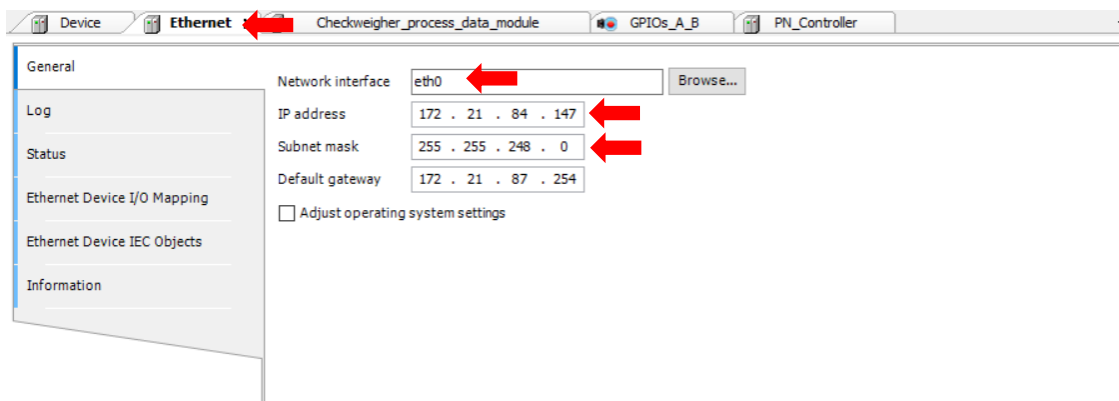 Device Ethernet Checkweigher_process_data_module GPIOs_A_B PN_Controller
General
Log
Status
Ethernet Device I/O Mapping
Ethernet Device IEC Objects
Information
Network interface eth0 Browse...
IP address 172 . 21 . 84 . 147
Subnet mask 255 . 255 . 248 . 0
Default gateway 172 . 21 . 87 . 254
Adjust operating system settings